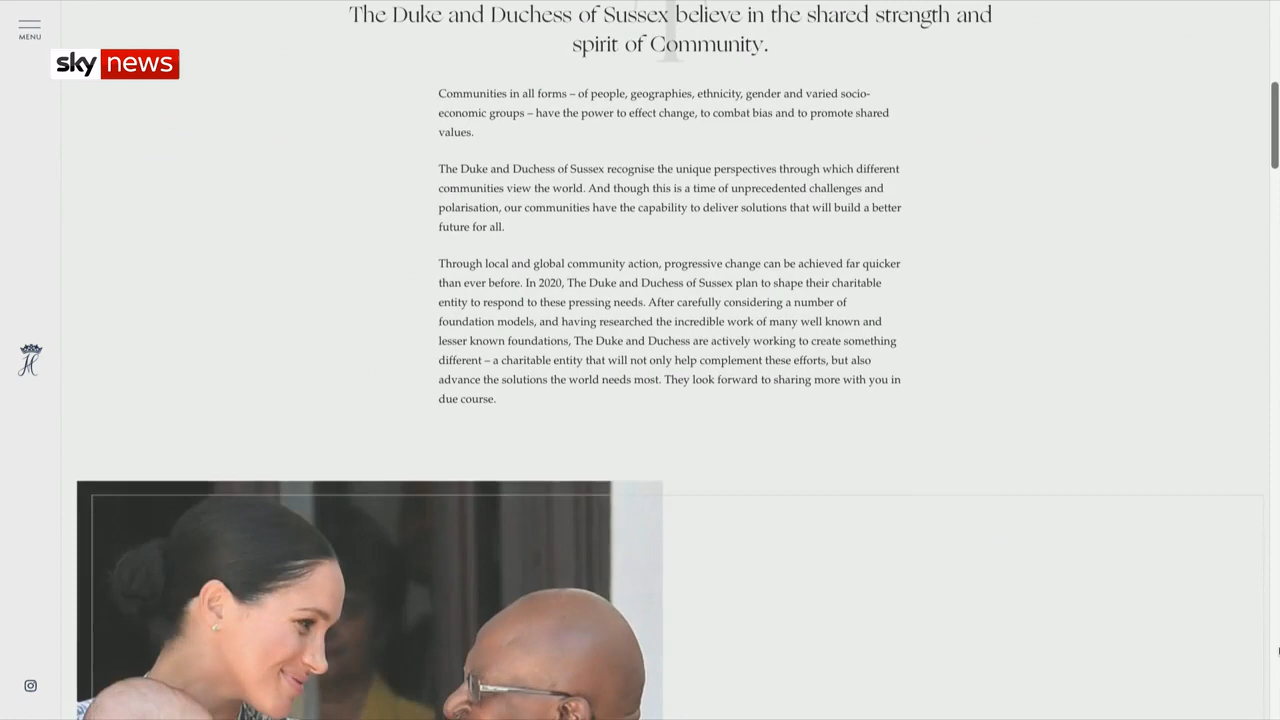 The Duke and Duchess of Sussex believe in the shared strength and
MENU
spirit of Community.
sky news
Communities in all forms – of people, geographies, ethnicity, gender and varied socio-
economic groups – have the power to effect change, to combat bias and to promote shared
values.
The Duke and Duchess of Sussex recognise the unique perspectives through which different
communities view the world. And though this is a time of unprecedented challenges and
polarisation, our communities have the capability to deliver solutions that will build a better
future for all.
Through local and global community action, progressive change can be achieved far quicker
than ever before. In 2020, The Duke and Duchess of Sussex plan to shape their charitable
entity to respond to these pressing needs. After carefully considering a number of
foundation models, and having researched the incredible work of many well known and
lesser known foundations, The Duke and Duchess are actively working to create something
different – a charitable entity that will not only help complement these efforts, but also
advance the solutions the world needs most. They look forward to sharing more with you in
due course.